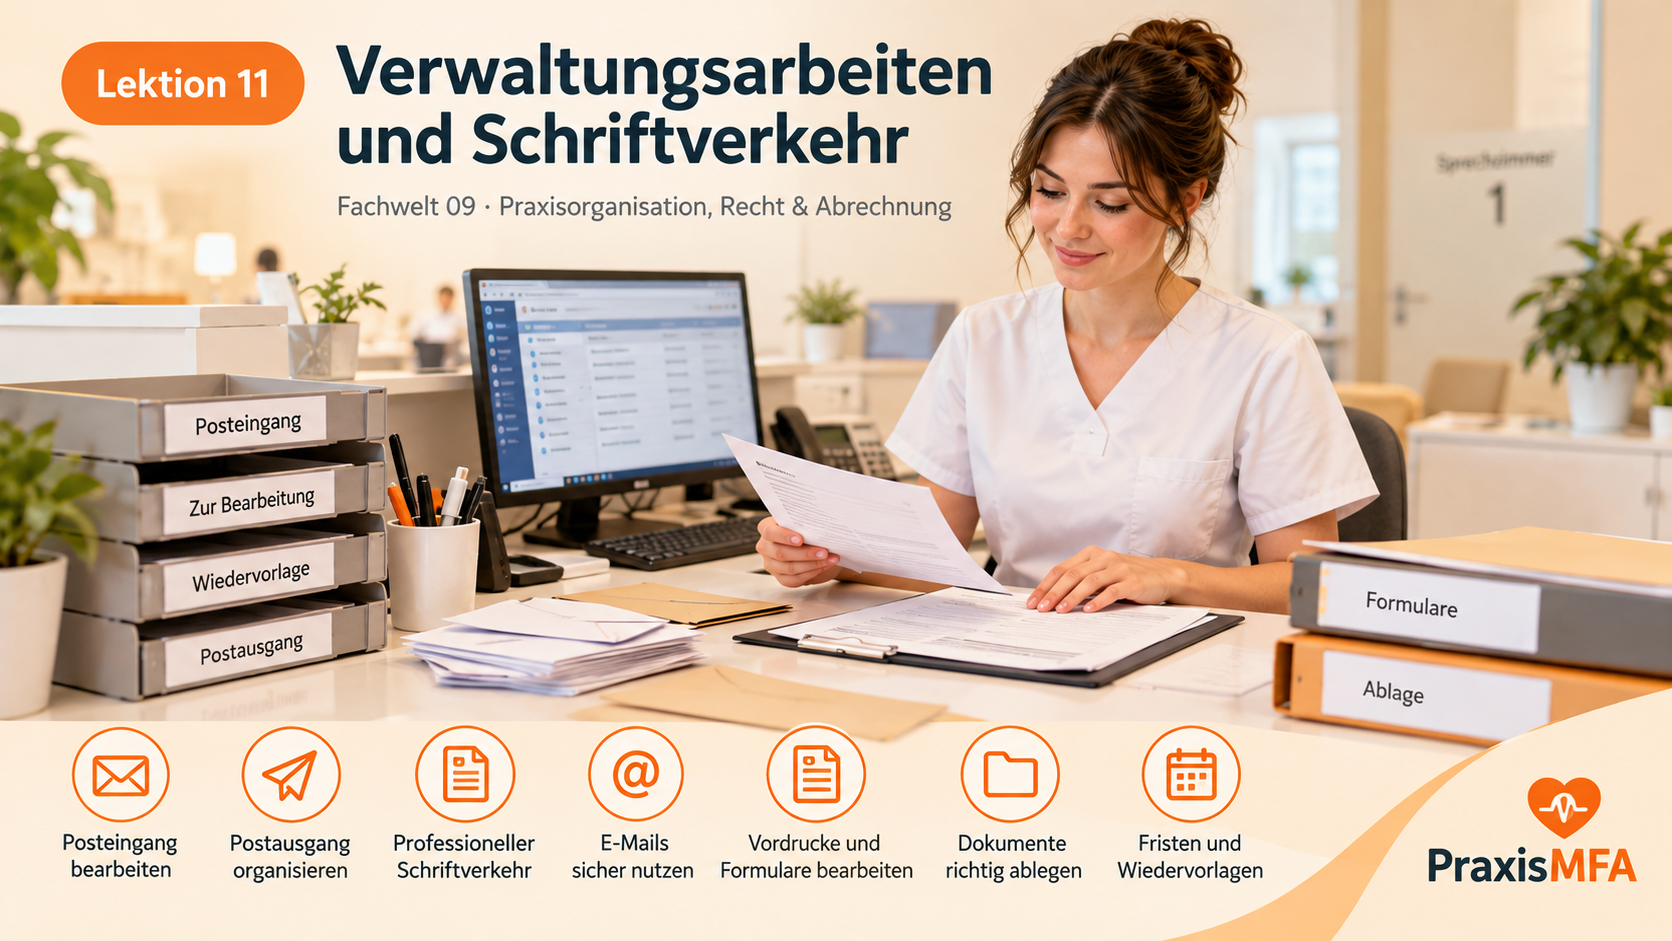 Lektion 11
Verwaltungsarbeiten
und Schriftverkehr
Fachwelt 09 · Praxisorganisation, Recht & Abrechnung
Sprechzimmer
1
Posteingang
Zur Bearbeitung
Wiedervorlage
Postausgang
Formulare
Ablage
Posteingang
bearbeiten
Postausgang
organisieren
Professioneller
Schriftverkehr
E-Mails
sicher nutzen
Vordrucke und
Formulare bearbeiten
Dokumente
richtig ablegen
Fristen und
Wiedervorlagen
PraxisMFA